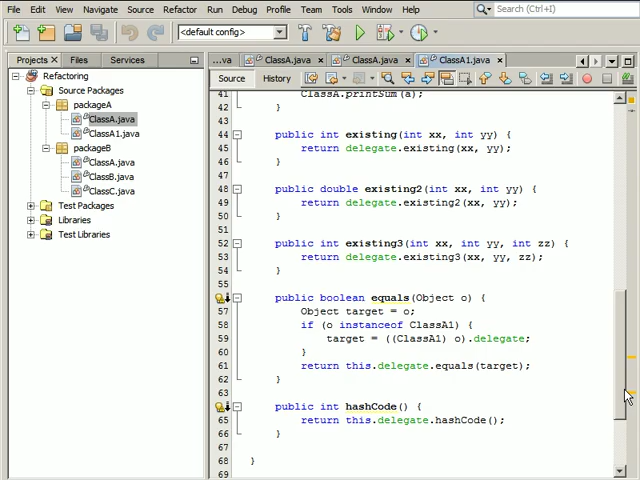 File Edit View Navigate Source Refactor Run Debug Profile Team Tools Window Help
Search (Ctrl+I)
<default config>
Projects Files Services
...va ClassA.java ClassA.java ClassA1.java
Source History
Refactoring
Source Packages
packageA
ClassA.java
ClassA1.java
packageB
ClassA.java
ClassB.java
ClassC.java
Test Packages
Libraries
Test Libraries
41 ClassA.printSum(a);
42 }
43
44 public int existing(int xx, int yy) {
45 return delegate.existing(xx, yy);
46 }
47
48 public double existing2(int xx, int yy) {
49 return delegate.existing2(xx, yy);
50 }
51
52 public int existing3(int xx, int yy, int zz) {
53 return delegate.existing3(xx, yy, zz);
54 }
55
public boolean equals(Object o) {
57 Object target = o;
58 if (o instanceof ClassA1) {
59 target = ((ClassA1) o).delegate;
60 }
61 return this.delegate.equals(target);
62 }
63
public int hashCode() {
65 return this.delegate.hashCode();
66 }
67
68 }
69